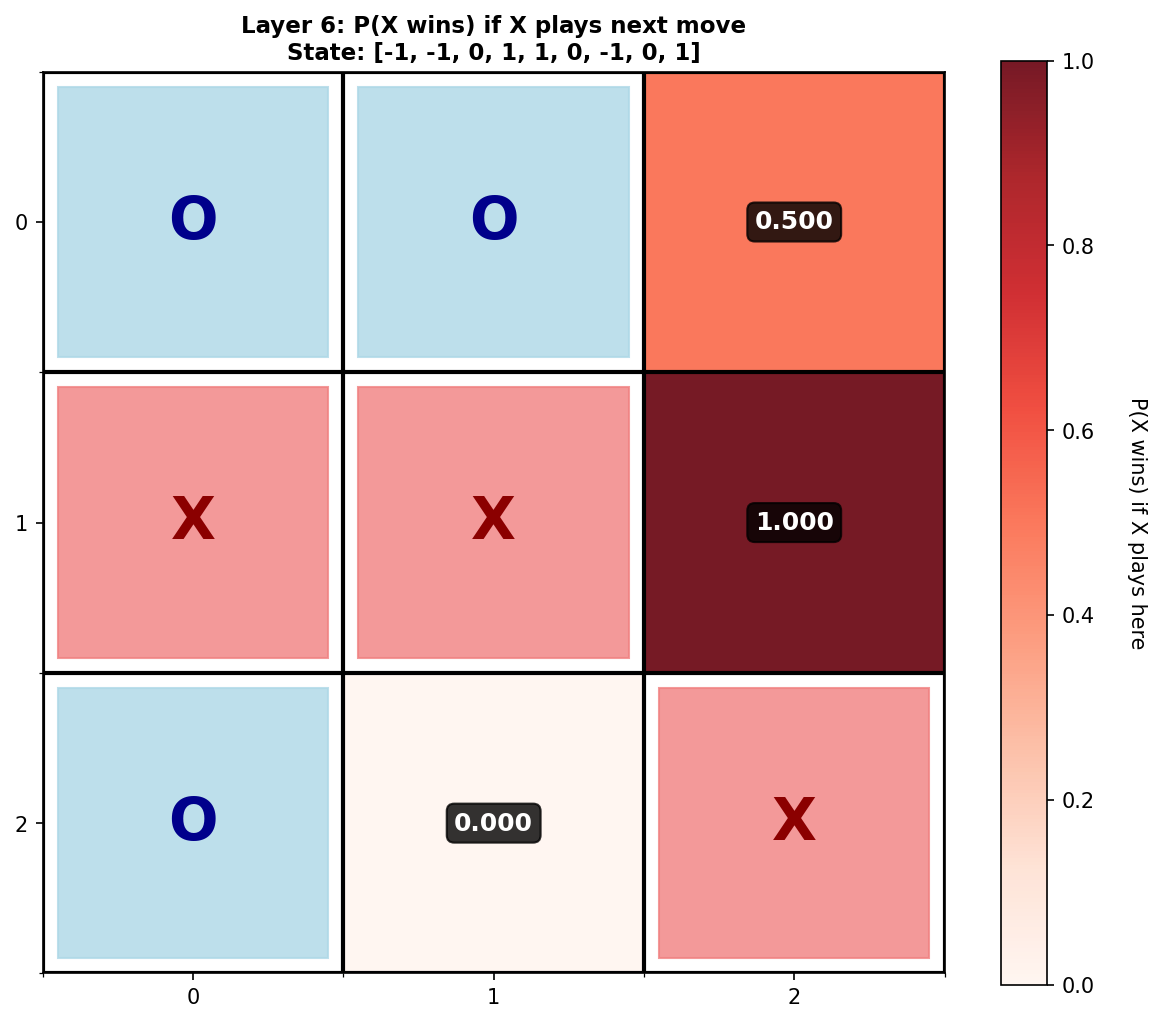 Layer 6: P(X wins) if X plays next move
State: [-1, -1, 0, 1, 1, 0, -1, 0, 1]
0
O
O
0.500
1
X
X
1.000
2
O
0.000
X
0
1
2
1.0
0.8
0.6
0.4
0.2
0.0
P(X wins) if X plays here